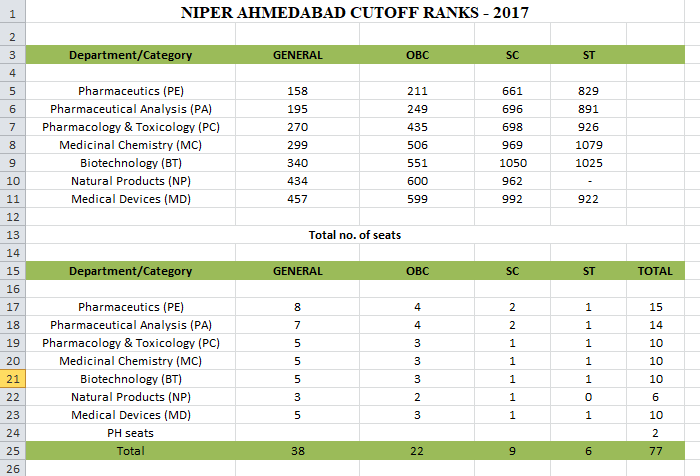 1 NIPER AHMEDABAD CUTOFF RANKS - 2017
2
3 Department/Category GENERAL OBC SC ST
4
5 Pharmaceutics (PE) 158 211 661 829
6 Pharmaceutical Analysis (PA) 195 249 696 891
7 Pharmacology & Toxicology (PC) 270 435 698 926
8 Medicinal Chemistry (MC) 299 506 969 1079
9 Biotechnology (BT) 340 551 1050 1025
10 Natural Products (NP) 434 600 962 -
11 Medical Devices (MD) 457 599 992 922
12
13 Total no. of seats
14
15 Department/Category GENERAL OBC SC ST TOTAL
16
17 Pharmaceutics (PE) 8 4 2 1 15
18 Pharmaceutical Analysis (PA) 7 4 2 1 14
19 Pharmacology & Toxicology (PC) 5 3 1 1 10
20 Medicinal Chemistry (MC) 5 3 1 1 10
21 Biotechnology (BT) 5 3 1 1 10
22 Natural Products (NP) 3 2 1 0 6
23 Medical Devices (MD) 5 3 1 1 10
24 PH seats 2
25 Total 38 22 9 6 77
26